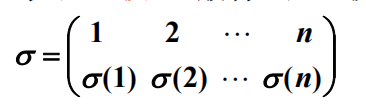 σ = ( 1 2 ⋯ n
σ(1) σ(2) ⋯ σ(n) )